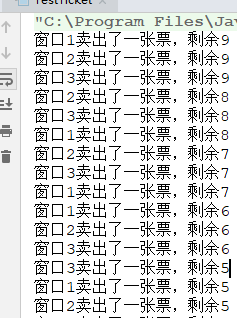 TestTicket
"C:\Program Files\Jav
窗口1卖出了一张票，剩余9
窗口2卖出了一张票，剩余9
窗口3卖出了一张票，剩余9
窗口2卖出了一张票，剩余8
窗口3卖出了一张票，剩余8
窗口1卖出了一张票，剩余8
窗口2卖出了一张票，剩余7
窗口3卖出了一张票，剩余7
窗口1卖出了一张票，剩余7
窗口1卖出了一张票，剩余6
窗口2卖出了一张票，剩余6
窗口3卖出了一张票，剩余6
窗口3卖出了一张票，剩余5
窗口1卖出了一张票，剩余5
窗口2卖出了一张票，剩余5